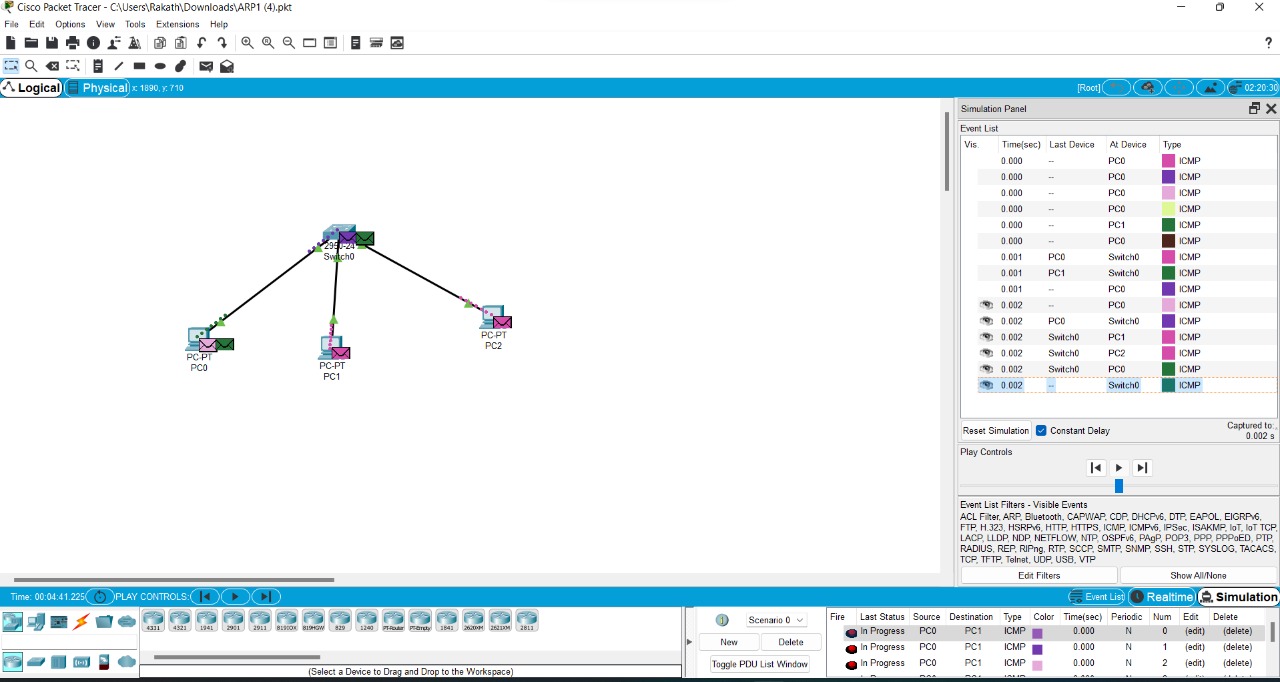 Cisco Packet Tracer - C:\Users\Rakath\Downloads\ARP1 (4).pkt
File Edit Options View Tools Extensions Help
?
Logical Physical x: 1890, y: 710 [Root] 02:20:30
Simulation Panel
Event List
Vis. Time(sec) Last Device At Device Type
0.000 -- PC0 ICMP
0.000 -- PC0 ICMP
0.000 -- PC0 ICMP
0.000 -- PC0 ICMP
0.000 -- PC1 ICMP
0.000 -- PC0 ICMP
0.001 PC0 Switch0 ICMP
0.001 PC1 Switch0 ICMP
0.001 -- PC0 ICMP
0.002 -- PC0 ICMP
0.002 PC0 Switch0 ICMP
0.002 Switch0 PC1 ICMP
0.002 Switch0 PC2 ICMP
0.002 Switch0 PC0 ICMP
0.002 -- Switch0 ICMP
2950-24
Switch0
PC-PT
PC0
PC-PT
PC1
PC-PT
PC2
Reset Simulation Constant Delay Captured to:
0.002 s
Play Controls
Event List Filters - Visible Events
ACL Filter, ARP, Bluetooth, CAPWAP, CDP, DHCPv6, DTP, EAPOL, EIGRPv6,
FTP, H.323, HSRPv6, HTTP, HTTPS, ICMP, ICMPv6, IPSec, ISAKMP, IoT, IoT TCP,
LACP, LLDP, NDP, NETFLOW, NTP, OSPFv6, PAgP, POP3, PPP, PPPoED, PTP,
RADIUS, REP, RIPng, RTP, SCCP, SMTP, SNMP, SSH, STP, SYSLOG, TACACS,
TCP, TFTP, Telnet, UDP, USB, VTP
Edit Filters Show All/None
Time: 00:04:41.225 PLAY CONTROLS: Event List Realtime Simulation
4331 4321 1941 2901 2911 819IOX 819HGW 829 1240 PT-Router PT-Empty 1841 2620XM 2621XM 2811
(Select a Device to Drag and Drop to the Workspace)
Scenario 0
New Delete
Toggle PDU List Window
Fire Last Status Source Destination Type Color Time(sec) Periodic Num Edit Delete
In Progress PC0 PC1 ICMP 0.000 N 0 (edit) (delete)
In Progress PC0 PC1 ICMP 0.000 N 1 (edit) (delete)
In Progress PC0 PC1 ICMP 0.000 N 2 (edit) (delete)